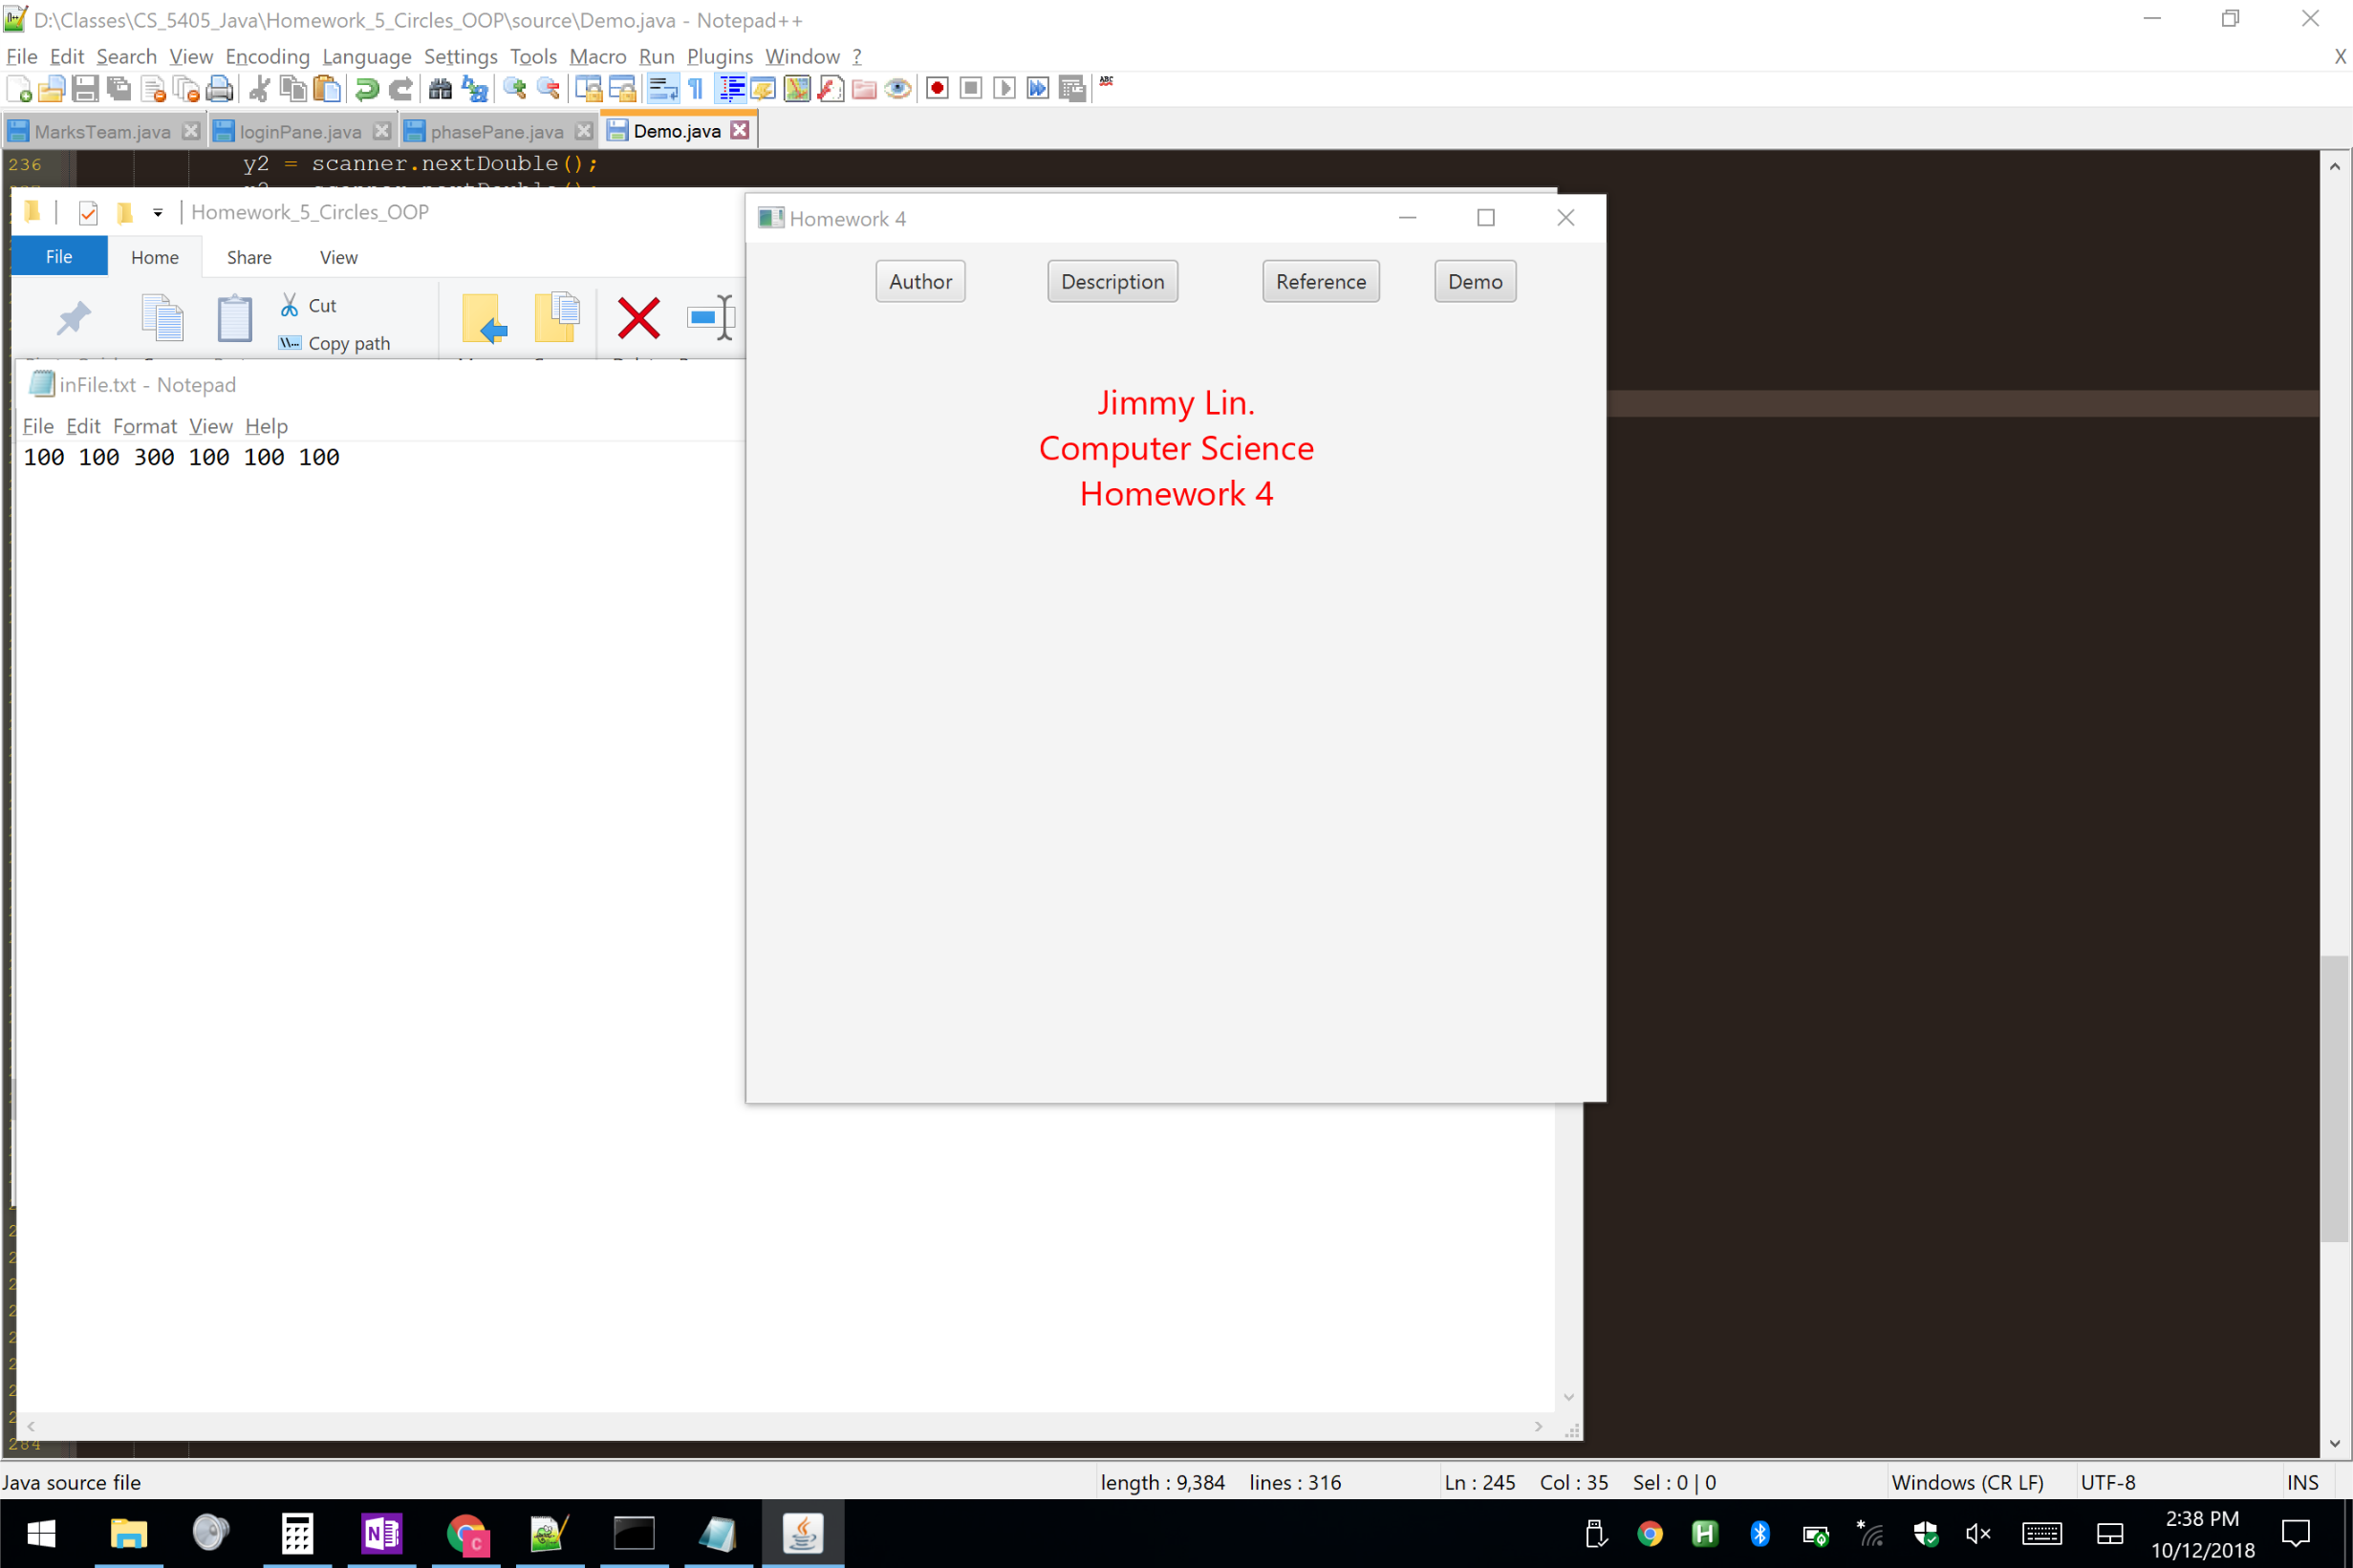 D:\Classes\CS_5405_Java\Homework_5_Circles_OOP\source\Demo.java - Notepad++
File Edit Search View Encoding Language Settings Tools Macro Run Plugins Window ? X
MarksTeam.java loginPane.java phasePane.java Demo.java
236 y2 = scanner.nextDouble();
Homework_5_Circles_OOP
File Home Share View
Cut
Copy path
inFile.txt - Notepad
File Edit Format View Help
100 100 300 100 100 100
Homework 4
Author Description Reference Demo
Jimmy Lin.
Computer Science
Homework 4
284
Java source file length : 9,384 lines : 316 Ln : 245 Col : 35 Sel : 0 | 0 Windows (CR LF) UTF-8 INS
2:38 PM
10/12/2018